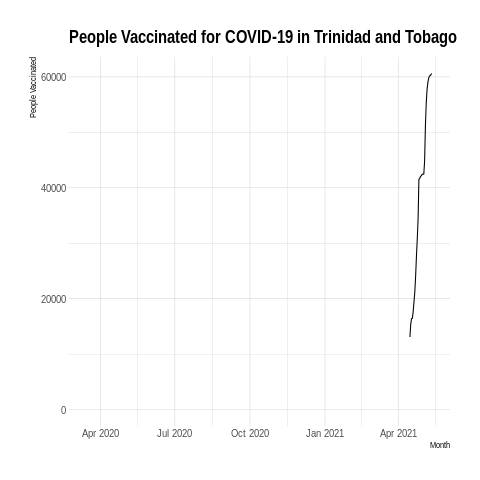 People Vaccinated for COVID-19 in Trinidad and Tobago
People Vaccinated
60000
40000
20000
0
Apr 2020 Jul 2020 Oct 2020 Jan 2021 Apr 2021
Month